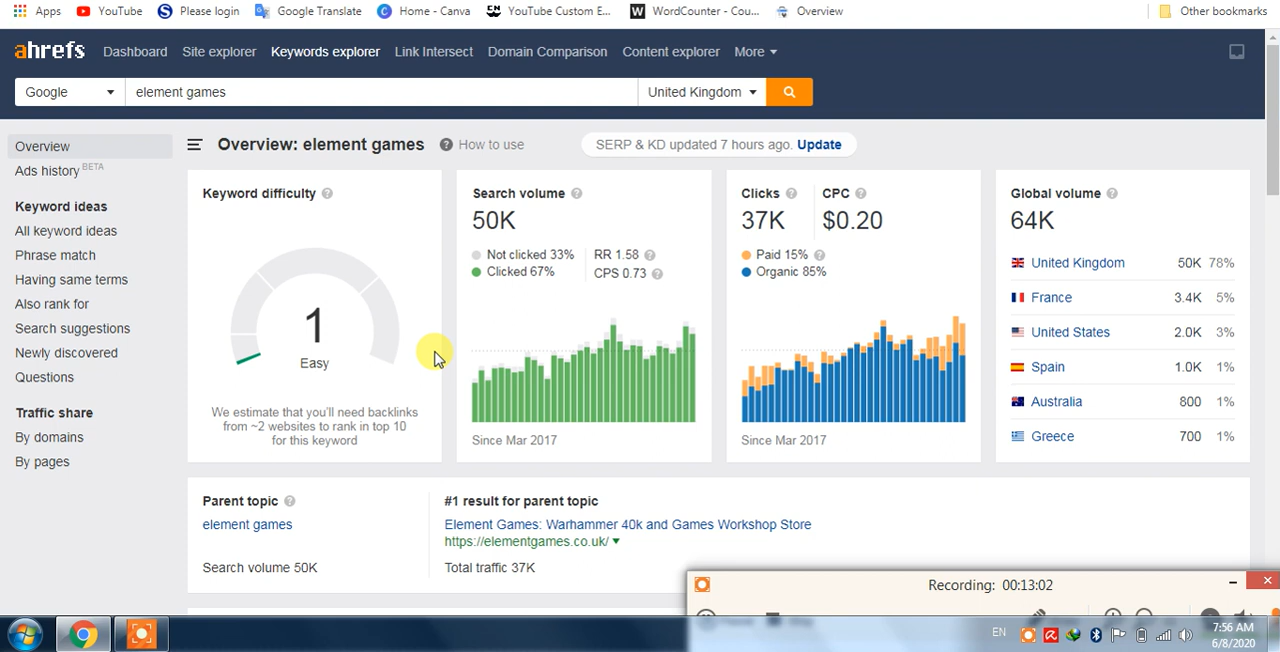 Apps YouTube Please login Google Translate Home - Canva YouTube Custom E... W WordCounter - Cou... Overview Other bookmarks
ahrefs Dashboard Site explorer Keywords explorer Link Intersect Domain Comparison Content explorer More
Google element games United Kingdom
Overview
Ads history BETA
Keyword ideas
All keyword ideas
Phrase match
Having same terms
Also rank for
Search suggestions
Newly discovered
Questions
Traffic share
By domains
By pages
Overview: element games ? How to use SERP & KD updated 7 hours ago. Update
Keyword difficulty ?
1
Easy
We estimate that you'll need backlinks
from ~2 websites to rank in top 10
for this keyword
Search volume ?
50K
Not clicked 33% RR 1.58 ?
Clicked 67% CPS 0.73 ?
Since Mar 2017
Clicks ? CPC ?
37K $0.20
Paid 15% ?
Organic 85%
Since Mar 2017
Global volume ?
64K
United Kingdom 50K 78%
France 3.4K 5%
United States 2.0K 3%
Spain 1.0K 1%
Australia 800 1%
Greece 700 1%
Parent topic ?
element games
Search volume 50K
#1 result for parent topic
Element Games: Warhammer 40k and Games Workshop Store
https://elementgames.co.uk/
Total traffic 37K
Recording: 00:13:02
EN
7:56 AM
6/8/2020